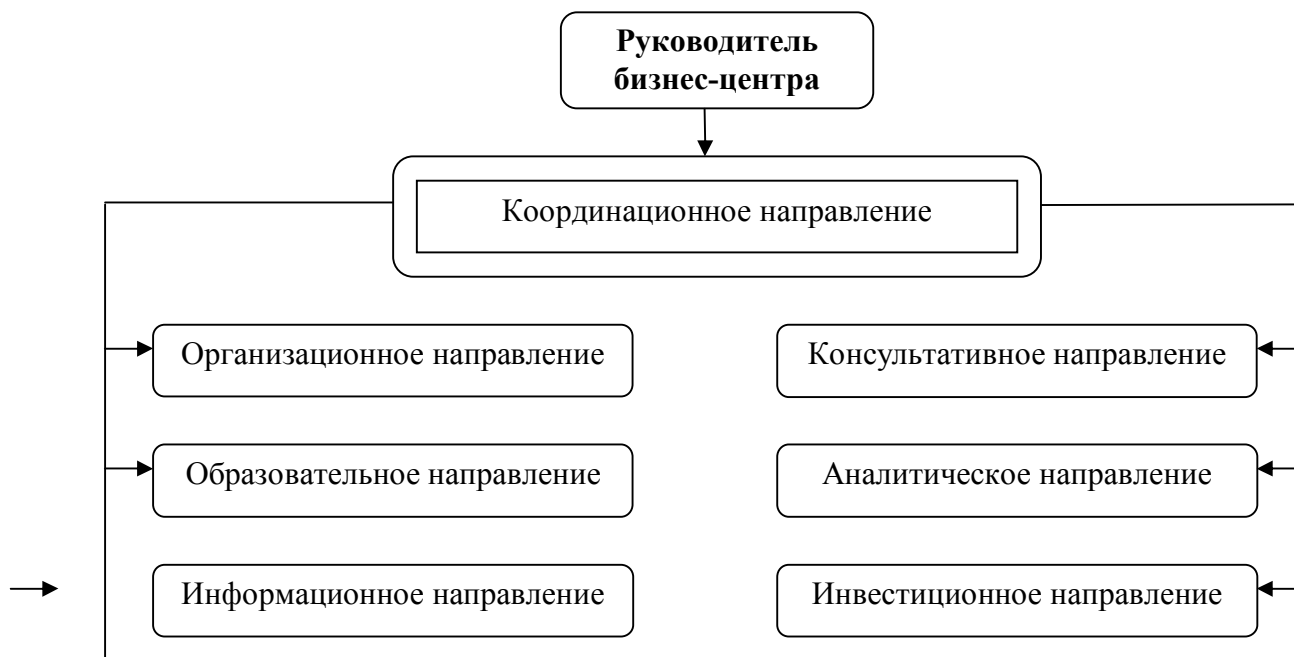 Руководитель
бизнес-центра
Координационное направление
Организационное направление
Консультативное направление
Образовательное направление
Аналитическое направление
Информационное направление
Инвестиционное направление